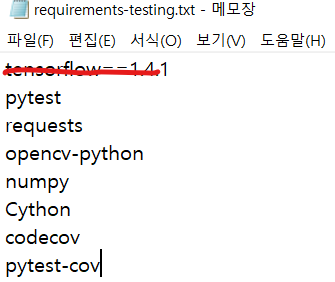 requirements-testing.txt - 메모장
파일(F) 편집(E) 서식(O) 보기(V) 도움말(H)
tensorflow==1.4.1
pytest
requests
opencv-python
numpy
Cython
codecov
pytest-cov